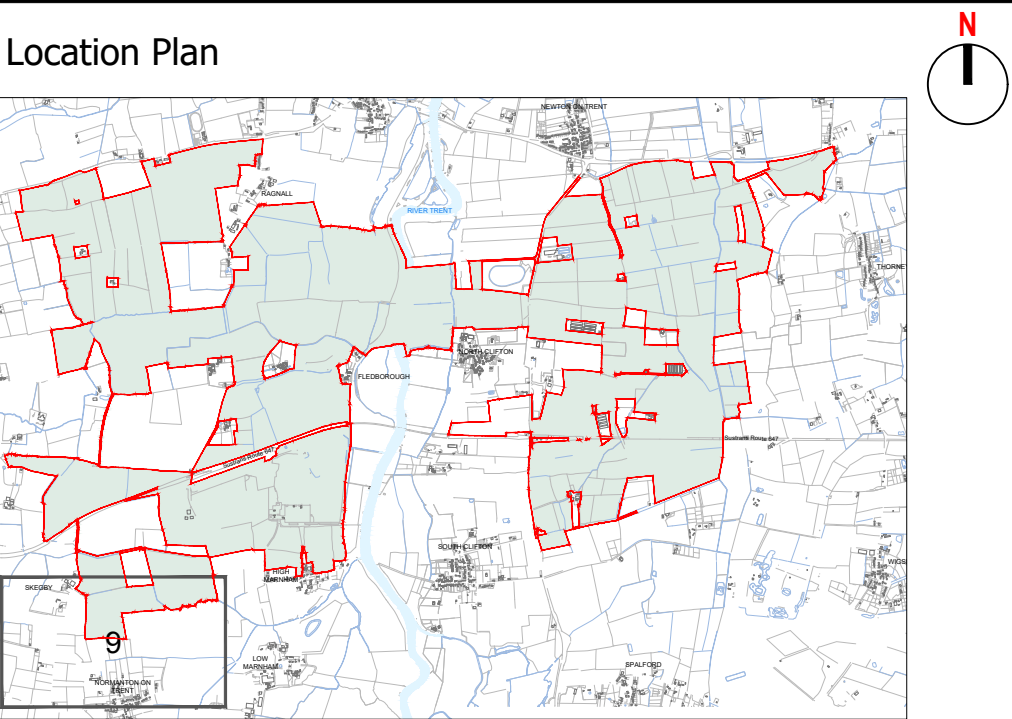 N
Location Plan
NEWTON ON TRENT
RAGNALL
RIVER TRENT
THORNEY
NORTH CLIFTON
FLEDBOROUGH
Sustrans Route 647
Sustrans Route 647
SOUTH CLIFTON
HIGH
MARNHAM
SKEGBY
WIGS
9
LOW
MARNHAM
SPALFORD
NORMANTON ON
TRENT